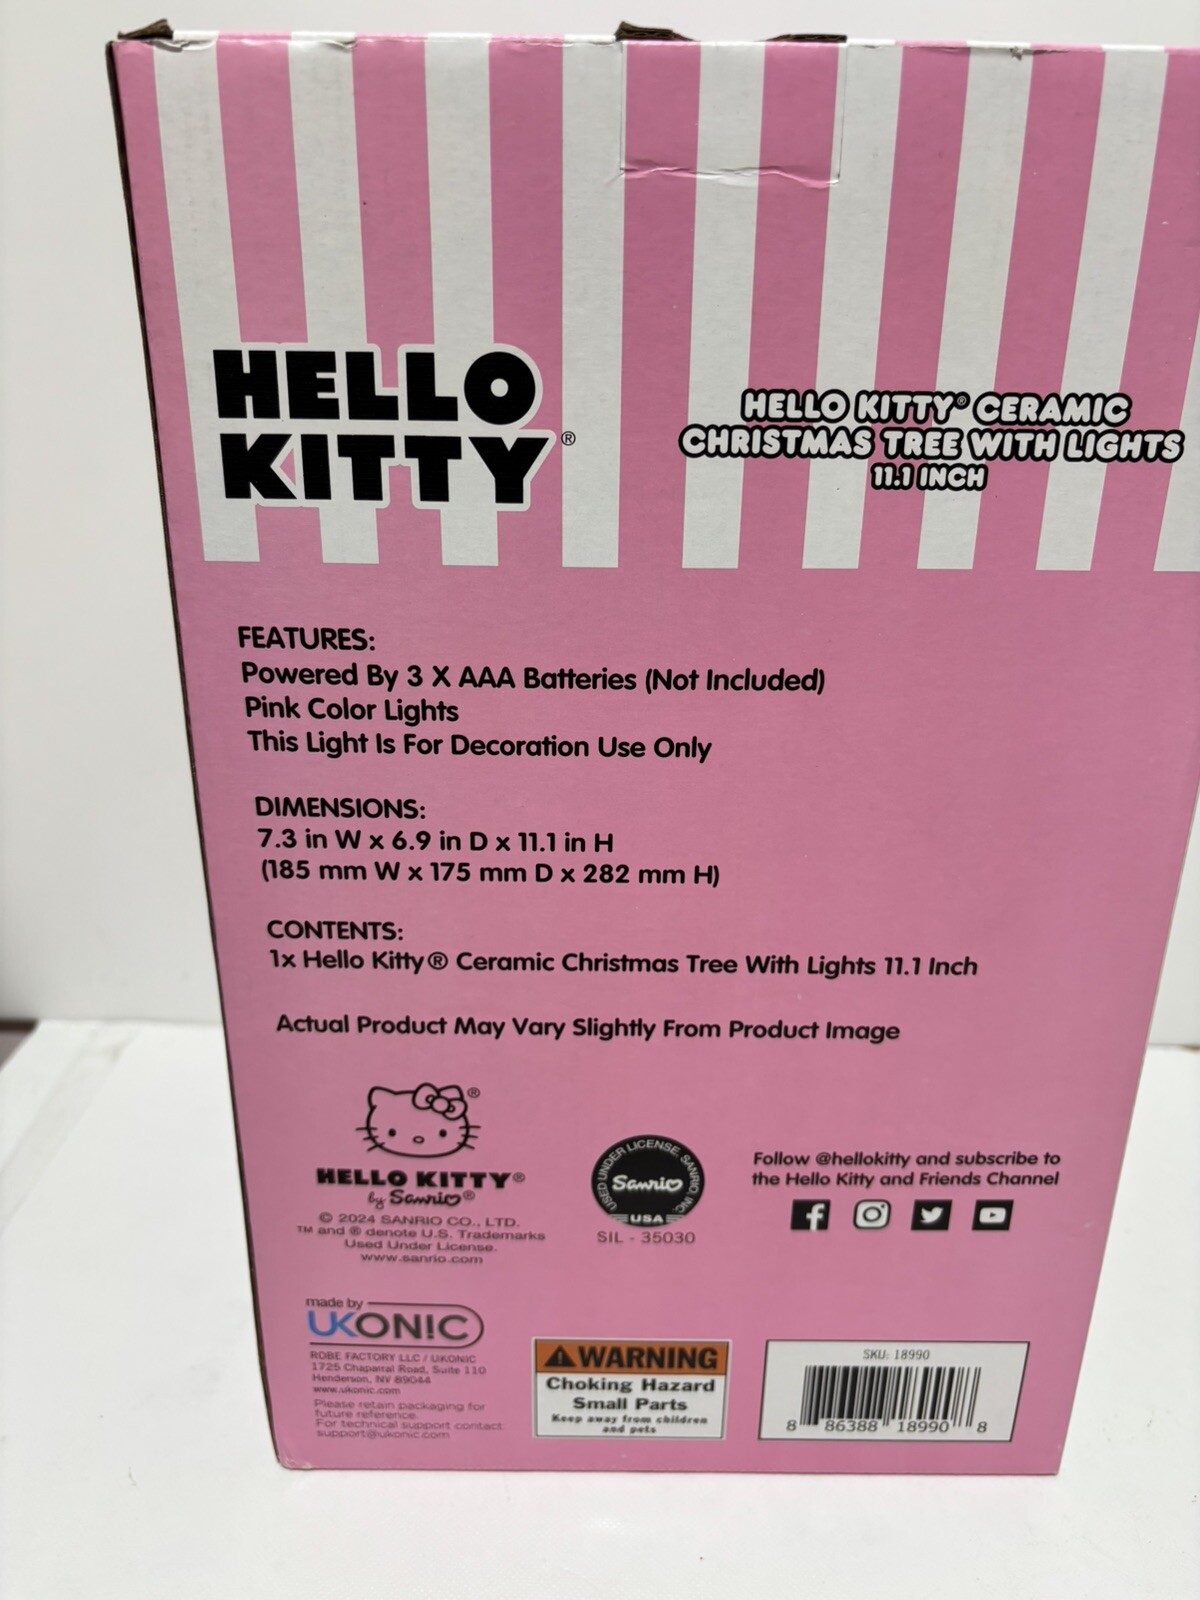 HELLO
KITTY®
HELLO KITTY® CERAMIC
CHRISTMAS TREE WITH LIGHTS
11.1 INCH
FEATURES:
Powered By 3 X AAA Batteries (Not Included)
Pink Color Lights
This Light Is For Decoration Use Only
DIMENSIONS:
7.3 in W x 6.9 in D x 11.1 in H
(185 mm W x 175 mm D x 282 mm H)
CONTENTS:
1x Hello Kitty® Ceramic Christmas Tree With Lights 11.1 Inch
Actual Product May Vary Slightly From Product Image
®
HELLO KITTY®
by Sanrio®
© 2024 SANRIO CO., LTD.
TM and ® denote U.S. Trademarks
Used Under License.
www.sanrio.com
USED UNDER LICENSE. SANRIO, INC.
Sanrio
USA
SIL - 35030
Follow @hellokitty and subscribe to
the Hello Kitty and Friends Channel
made by
UKONIC
ROBE FACTORY LLC / UKONIC
1725 Chaparral Road, Suite 110
Henderson, NV 89044
www.ukonic.com
Please retain packaging for
future reference.
For technical support contact
support@ukonic.com
WARNING
Choking Hazard
Small Parts
Keep away from children
and pets
SKU: 18990
8 86388 18990 8